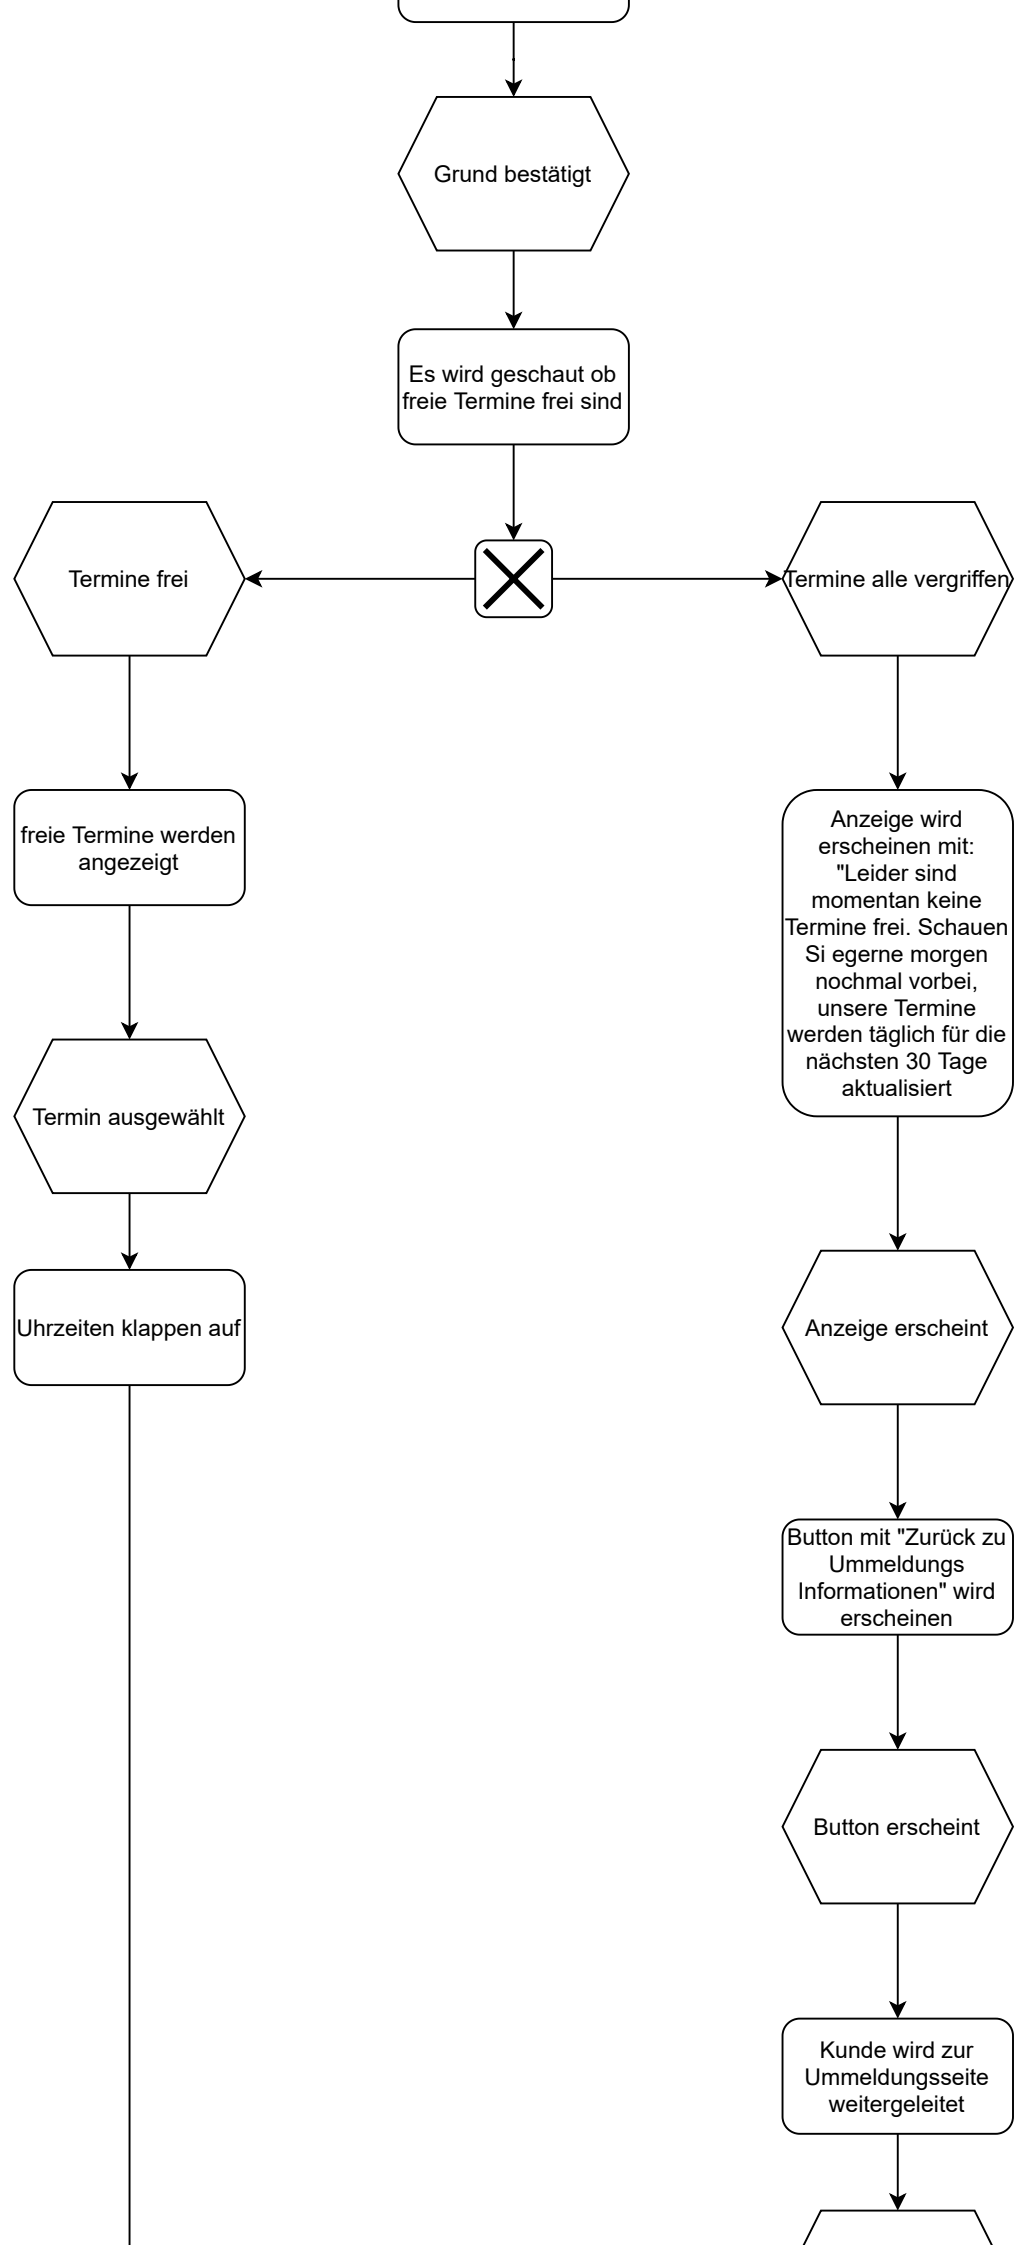 Grund bestätigt
Es wird geschaut ob
freie Termine frei sind
Termine frei
Termine alle vergriffen
freie Termine werden
angezeigt
Termin ausgewählt
Uhrzeiten klappen auf
Anzeige wird
erscheinen mit:
"Leider sind
momentan keine
Termine frei. Schauen
Si egerne morgen
nochmal vorbei,
unsere Termine
werden täglich für die
nächsten 30 Tage
aktualisiert
Anzeige erscheint
Button mit "Zurück zu
Ummeldungs
Informationen" wird
erscheinen
Button erscheint
Kunde wird zur
Ummeldungsseite
weitergeleitet